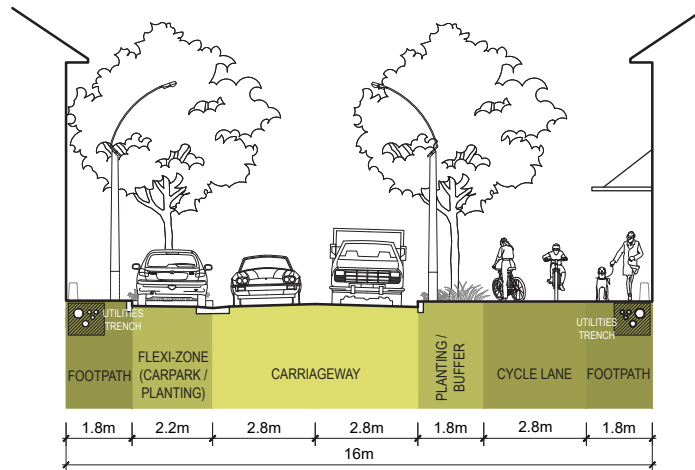 UTILITIES
TRENCH
UTILITIES
TRENCH
FOOTPATH
FLEXI-ZONE
(CARPARK /
PLANTING)
CARRIAGEWAY
PLANTING /
BUFFER
CYCLE LANE
FOOTPATH
1.8m
2.2m
2.8m
2.8m
1.8m
2.8m
1.8m
16m